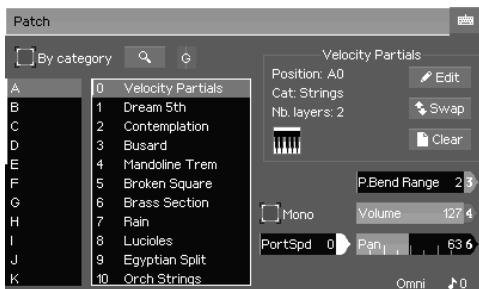 Patch
By category
G
A
B
C
D
E
F
G
H
I
J
K
0 Velocity Partials
1 Dream 5th
2 Contemplation
3 Busard
4 Mandoline Trem
5 Broken Square
6 Brass Section
7 Rain
8 Lucioles
9 Egyptian Split
10 Orch Strings
Velocity Partials
Position: A0
Cat: Strings
Nb. layers: 2
Edit
Swap
Clear
P.Bend Range 2 3
Mono
Volume 127 4
PortSpd 0
Pan 63 6
Omni 0